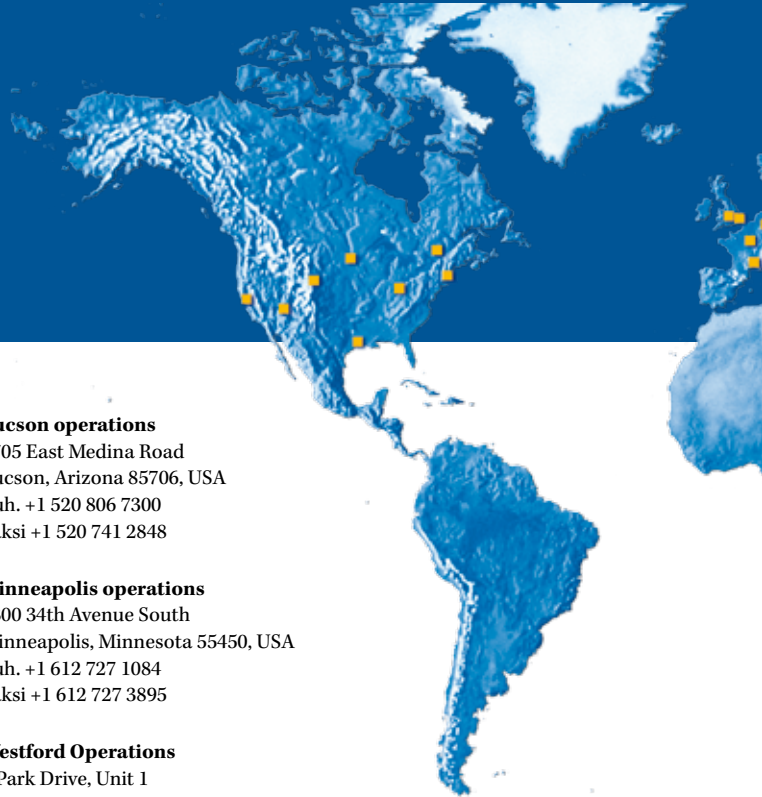 ucson operations
05 East Medina Road
ucson, Arizona 85706, USA
uh. +1 520 806 7300
ksi +1 520 741 2848
inneapolis operations
00 34th Avenue South
inneapolis, Minnesota 55450, USA
uh. +1 612 727 1084
ksi +1 612 727 3895
estford Operations
Park Drive, Unit 1